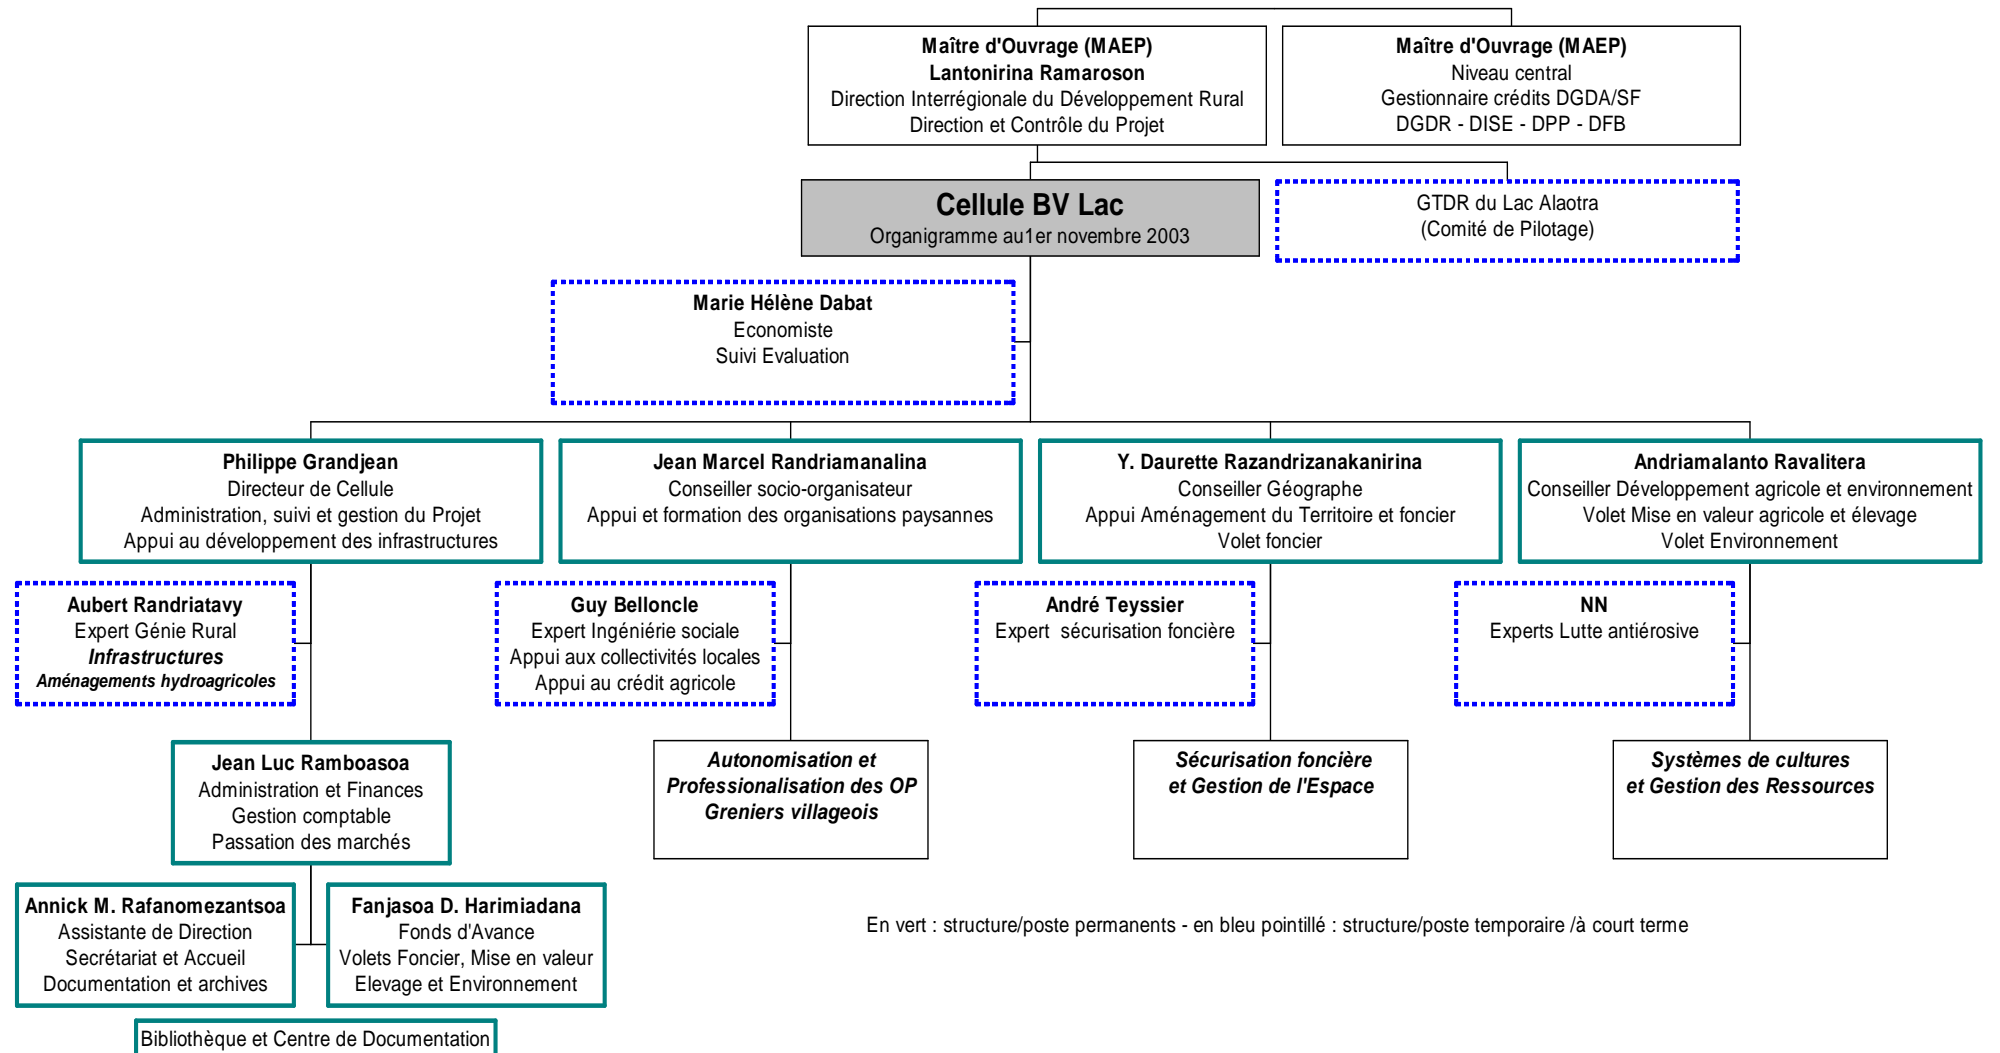 Maître d'Ouvrage (MAEP)
Lantonirina Ramaroson
Direction Interrégionale du Développement Rural
Direction et Contrôle du Projet
Maître d'Ouvrage (MAEP)
Niveau central
Gestionnaire crédits DGDA/SF
DGDR - DISE - DPP - DFB
Cellule BV Lac
Organigramme au1er novembre 2003
GTDR du Lac Alaotra
(Comité de Pilotage)
Marie Hélène Dabat
Economiste
Suivi Evaluation
Philippe Grandjean
Directeur de Cellule
Administration, suivi et gestion du Projet
Appui au développement des infrastructures
Jean Marcel Randriamanalina
Conseiller socio-organisateur
Appui et formation des organisations paysannes
Y. Daurette Razandrizanakanirina
Conseiller Géographe
Appui Aménagement du Territoire et foncier
Volet foncier
Andriamalanto Ravalitera
Conseiller Développement agricole et environnement
Volet Mise en valeur agricole et élevage
Volet Environnement
Aubert Randriatavy
Expert Génie Rural
Infrastructures
Aménagements hydroagricoles
Guy Belloncle
Expert Ingéniérie sociale
Appui aux collectivités locales
Appui au crédit agricole
André Teyssier
Expert  sécurisation foncière
NN
Experts Lutte antiérosive
Jean Luc Ramboasoa
Administration et Finances
Gestion comptable
Passation des marchés
Autonomisation et
Professionalisation des OP
Greniers villageois
Sécurisation foncière
et Gestion de l'Espace
Systèmes de cultures
et Gestion des Ressources
Annick M. Rafanomezantsoa
Assistante de Direction
Secrétariat et Accueil
Documentation et archives
Fanjasoa D. Harimiadana
Fonds d'Avance
Volets Foncier, Mise en valeur
Elevage et Environnement
En vert : structure/poste permanents - en bleu pointillé : structure/poste temporaire /à court terme
Bibliothèque et Centre de Documentation